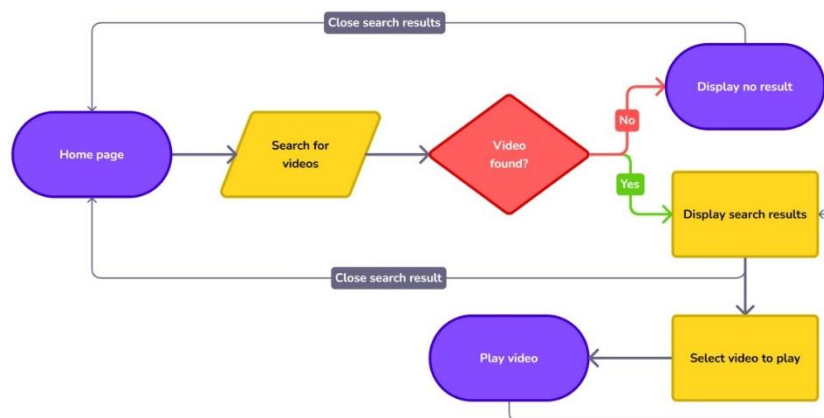 Close search results
Display no result
Home page
Search for
videos
Video
found?
No
Yes
Display search results
Close search result
Play video
Select video to play